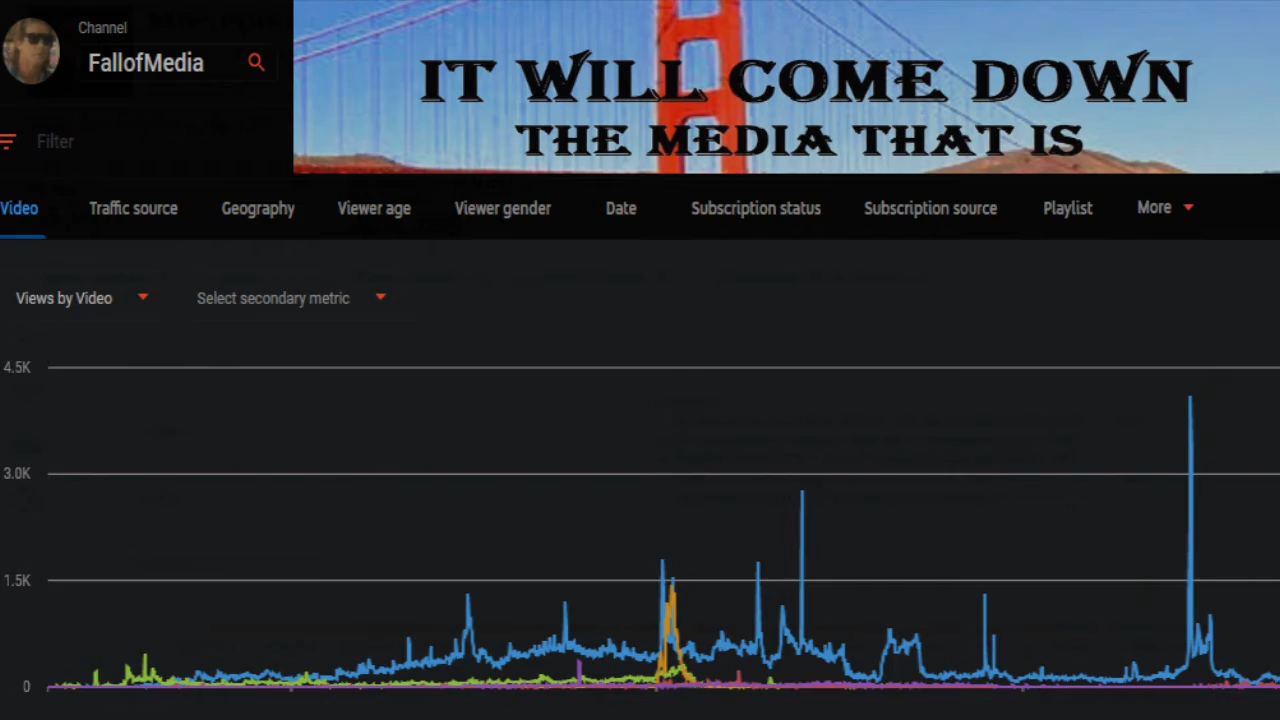 Channel
FallofMedia
Filter
IT WILL COME DOWN
THE MEDIA THAT IS
Video Traffic source Geography Viewer age Viewer gender Date Subscription status Subscription source Playlist More
Views by Video Select secondary metric
4.5K
3.0K
1.5K
0